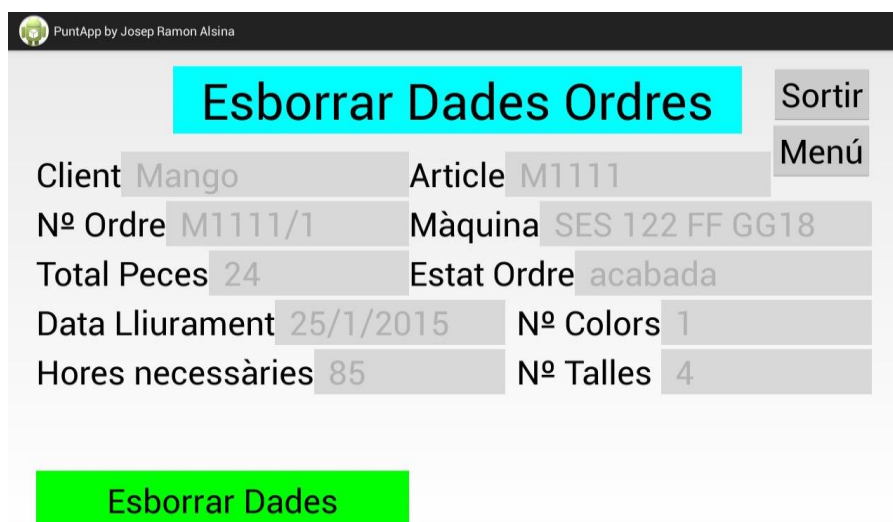 PuntApp by Josep Ramon Alsina
Esborrar Dades Ordres
Sortir
Menú
Client Mango Article M1111
Nº Ordre M1111/1 Màquina SES 122 FF GG18
Total Peces 24 Estat Ordre acabada
Data Lliurament 25/1/2015 Nº Colors 1
Hores necessàries 85 Nº Talles 4
Esborrar Dades